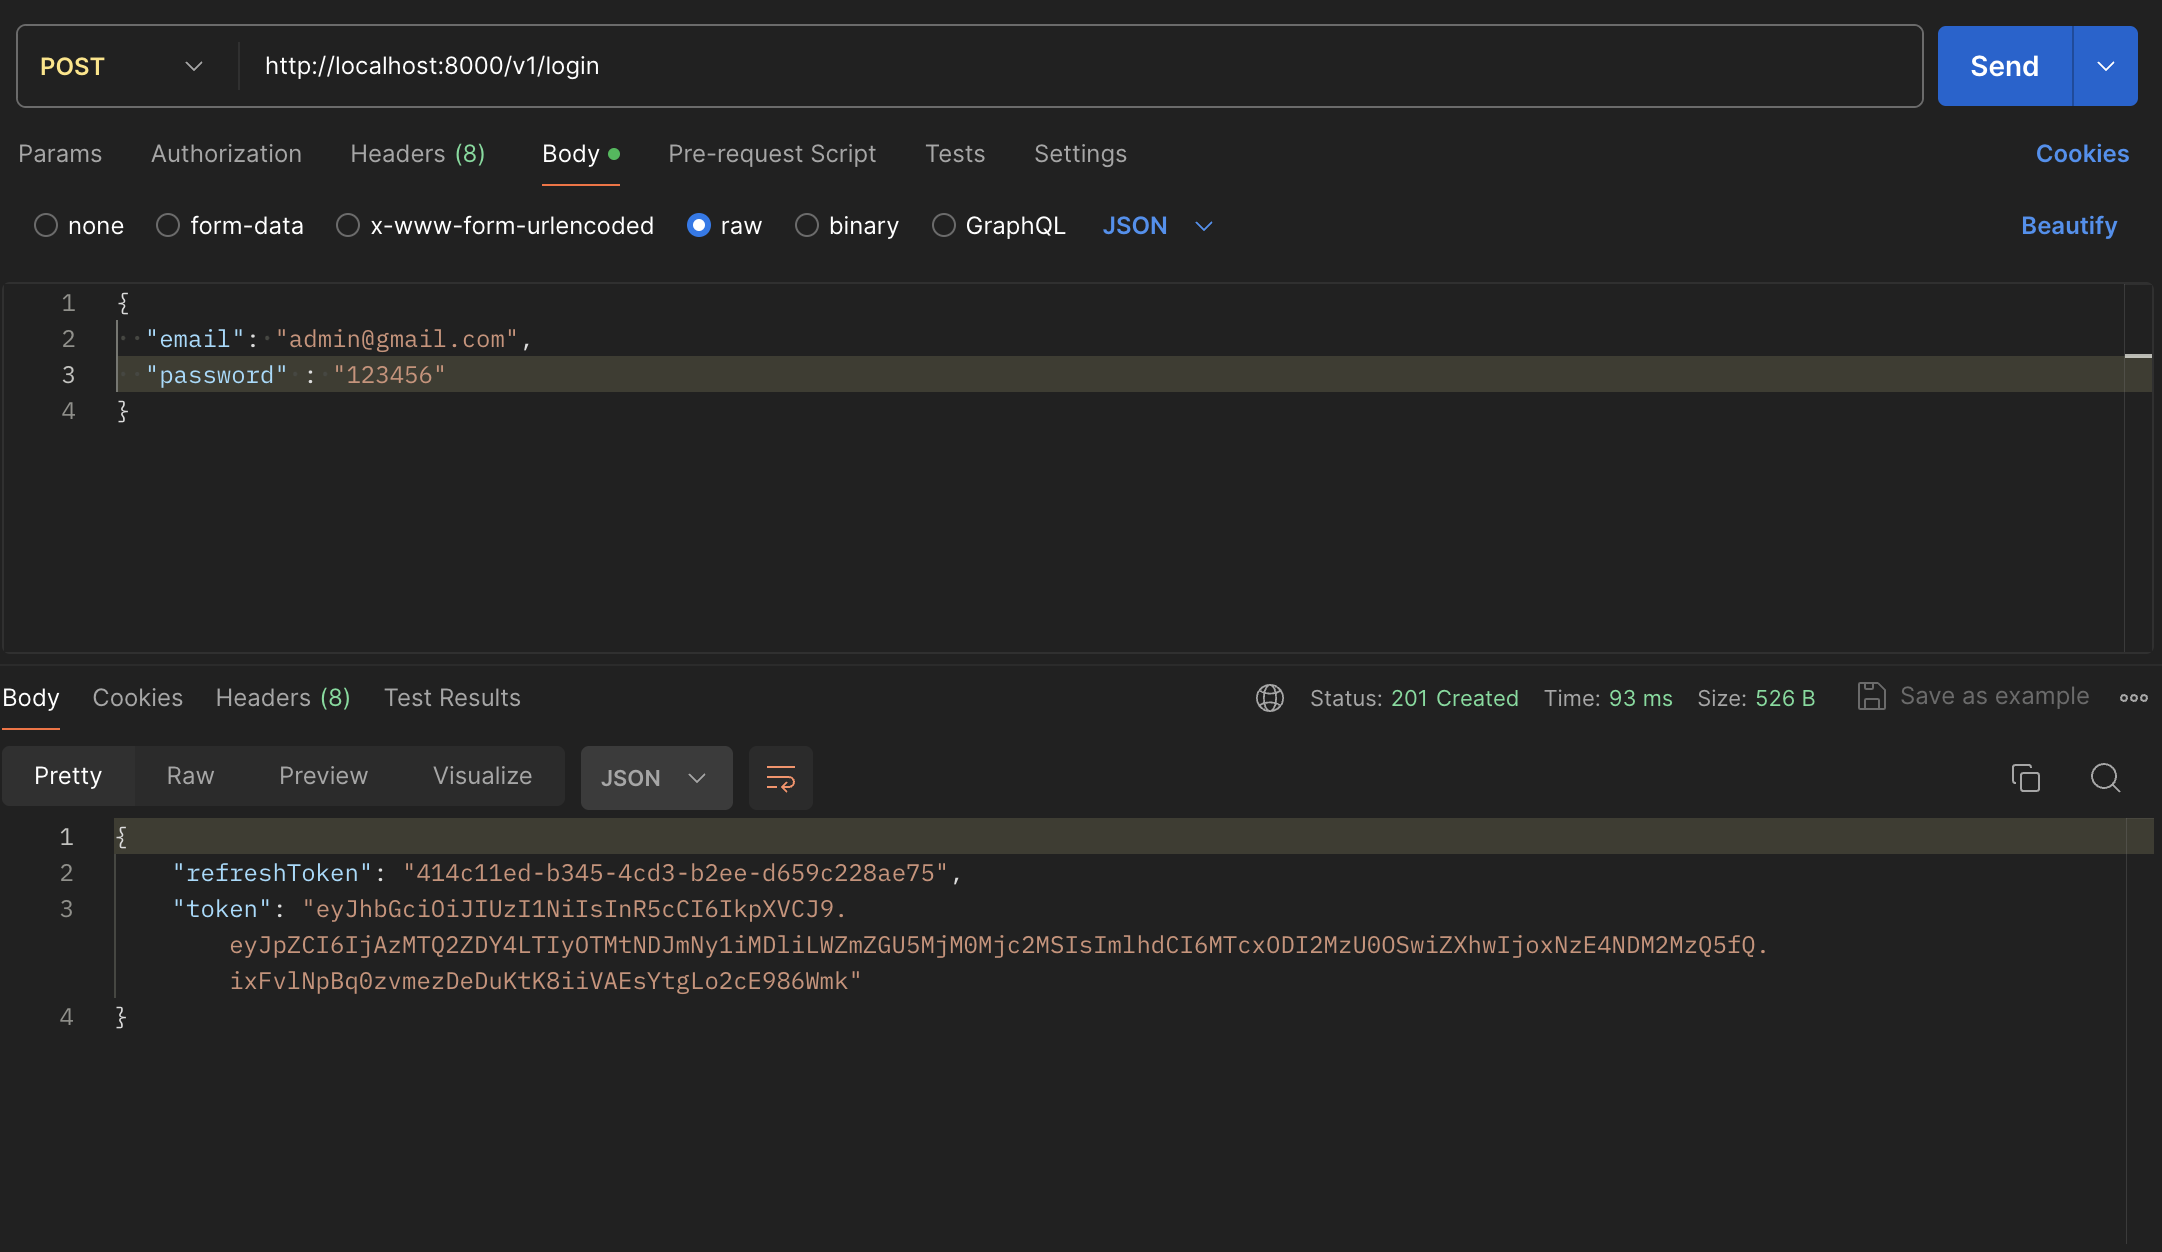 POST http://localhost:8000/v1/login Send
Params Authorization Headers (8) Body Pre-request Script Tests Settings Cookies
none form-data x-www-form-urlencoded raw binary GraphQL JSON Beautify
1 {
2 "email": "admin@gmail.com",
3 "password" : "123456"
4 }
Body Cookies Headers (8) Test Results Status: 201 Created Time: 93 ms Size: 526 B Save as example
Pretty Raw Preview Visualize JSON
1 {
2 "refreshToken": "414c11ed-b345-4cd3-b2ee-d659c228ae75",
3 "token": "eyJhbGciOiJIUzI1NiIsInR5cCI6IkpXVCJ9.
eyJpZCI6IjAzMTQ2ZDY4LTIyOTMtNDJmNy1iMDliLWZmZGU5MjM0Mjc2MSIsImlhdCI6MTcxODI2MzU0OSwiZXhwIjoxNzE4NDM2MzQ5fQ.
ixFvlNpBq0zvmezDeDuKtK8iiVAEsYtgLo2cE986Wmk"
4 }